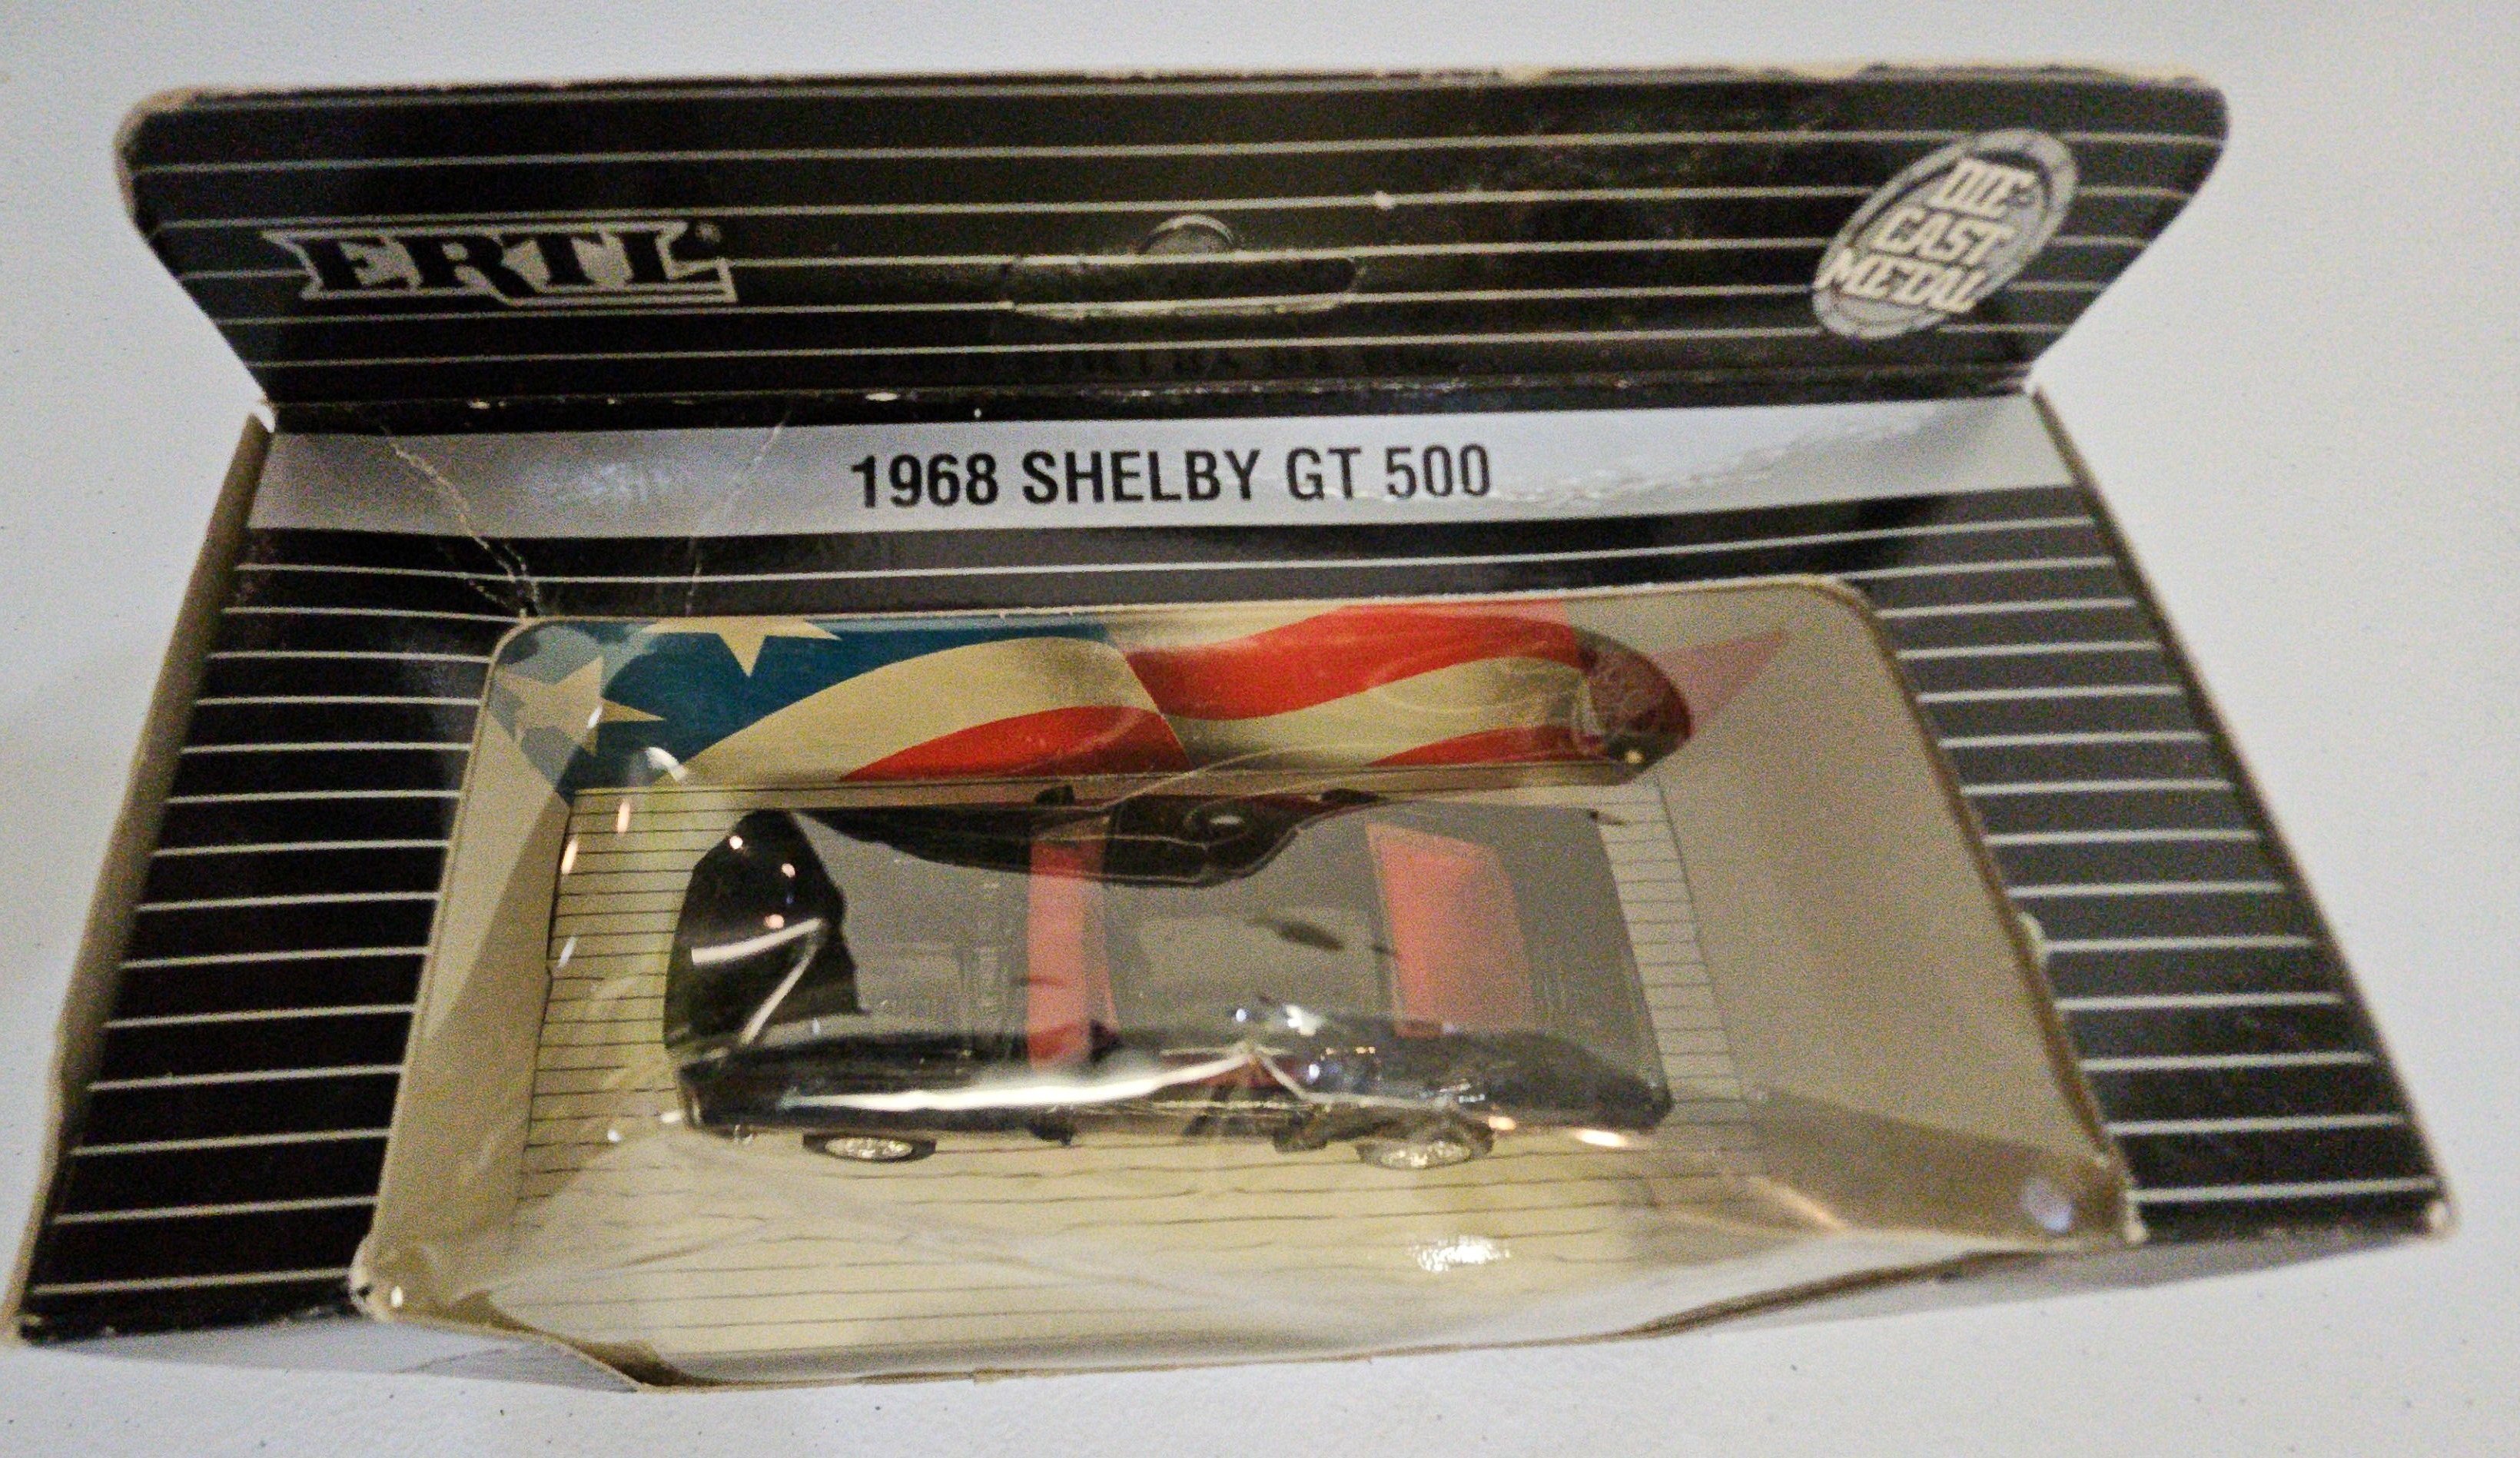 ERTL®
DIE
CAST
METAL
1968 SHELBY GT 500